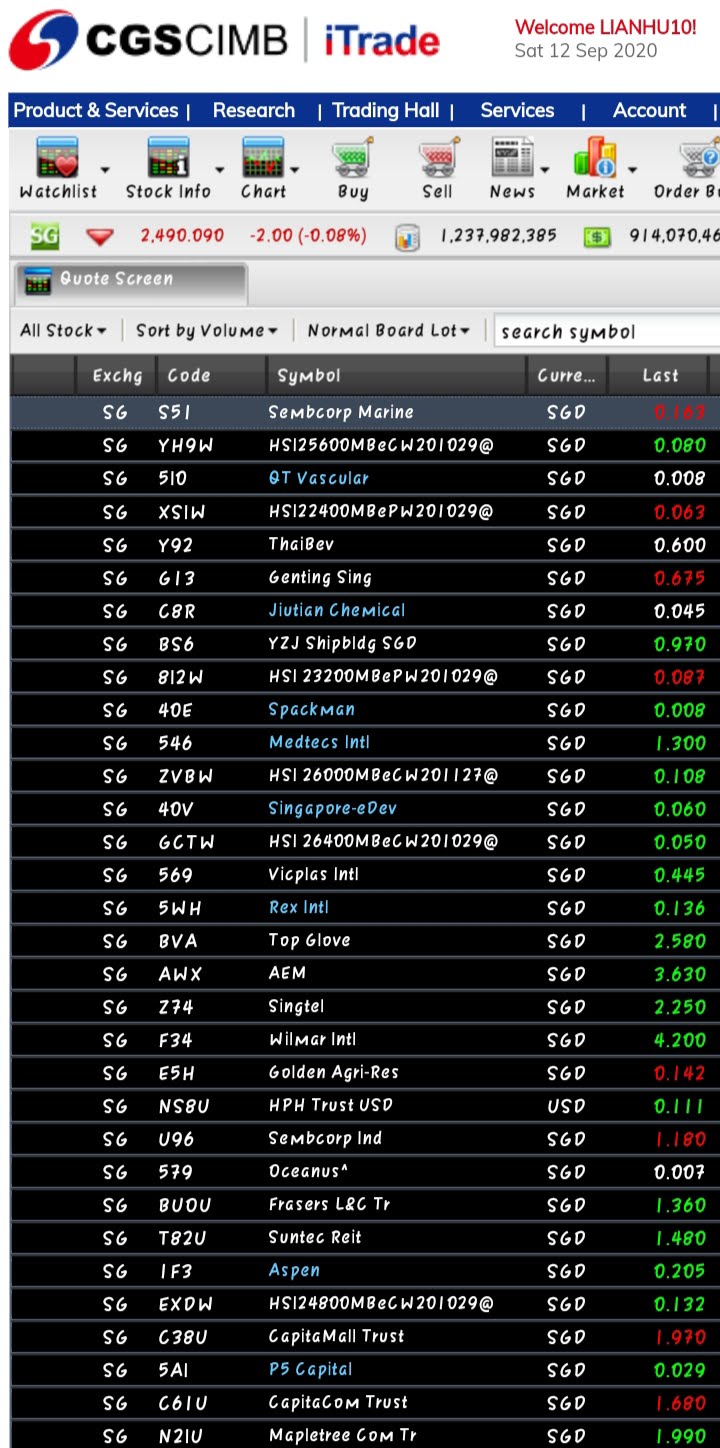 CGSCIMB | iTrade
Welcome LIANHU10!
Sat 12 Sep 2020
Product & Services | Research | Trading Hall | Services | Account |
Watchlist Stock Info Chart Buy Sell News Market Order
SG 2,490.090 -2.00 (-0.08%) 1,237,982,385 $
Quote Screen
All Stock Sort by Volume Normal Board Lot search symbol
Exchg Code Symbol Curre... Last
SG S51 Sembcorp Marine SGD 0.163
SG YH9W HSI25600MBeCW201029@ SGD 0.080
SG 5I0 QT Vascular SGD 0.008
SG XSIW HSI22400MBePW201029@ SGD 0.063
SG Y92 ThaiBev SGD 0.600
SG G13 Genting Sing SGD 0.675
SG C8R Jiutian Chemical SGD 0.045
SG BS6 YZJ Shipbldg SGD SGD 0.970
SG 8I2W HSI 23200MBePW201029@ SGD 0.087
SG 40E Spackman SGD 0.008
SG 546 Medtecs Intl SGD 1.300
SG ZVBW HSI 26000MBeCW201127@ SGD 0.108
SG 40V Singapore-eDev SGD 0.060
SG GCTW HSI 26400MBeCW201029@ SGD 0.050
SG 569 Vicplas Intl SGD 0.445
SG 5WH Rex Intl SGD 0.136
SG BVA Top Glove SGD 2.580
SG AWX AEM SGD 3.630
SG Z74 Singtel SGD 2.250
SG F34 Wilmar Intl SGD 4.200
SG E5H Golden Agri-Res SGD 0.142
SG NS8U HPH Trust USD USD 0.111
SG U96 Sembcorp Ind SGD 1.180
SG 579 Oceanus^ SGD 0.007
SG BUOU Frasers L&C Tr SGD 1.360
SG T82U Suntec Reit SGD 1.480
SG 1F3 Aspen SGD 0.205
SG EXDW HSI24800MBeCW201029@ SGD 0.132
SG C38U CapitaMall Trust SGD 1.970
SG 5AI P5 Capital SGD 0.029
SG C61U CapitaCom Trust SGD 1.680
SG N2IU Mapletree Com Tr SGD 1.990